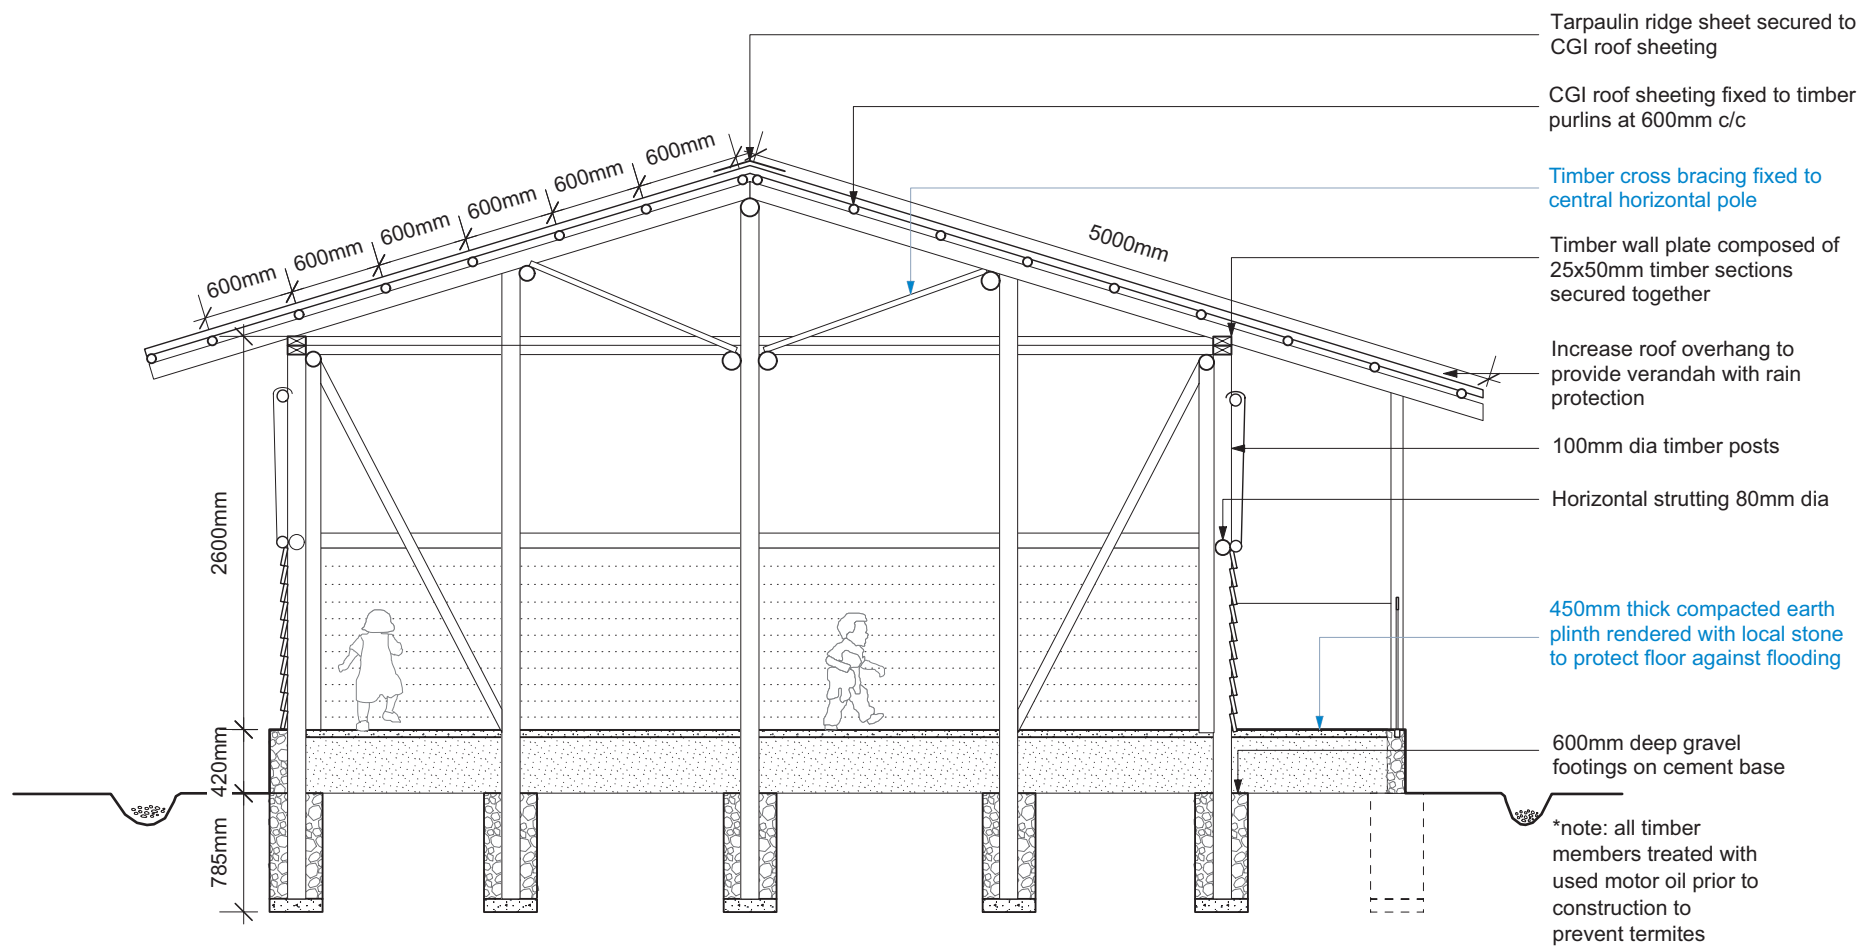 Tarpaulin ridge sheet secured to
CGI roof sheeting
CGI roof sheeting fixed to timber
purlins at 600mm c/c
Timber cross bracing fixed to
central horizontal pole
Timber wall plate composed of
25x50mm timber sections
secured together
Increase roof overhang to
provide verandah with rain
protection
100mm dia timber posts
Horizontal strutting 80mm dia
450mm thick compacted earth
plinth rendered with local stone
to protect floor against flooding
600mm deep gravel
footings on cement base
*note: all timber
members treated with
used motor oil prior to
construction to
prevent termites
600mm
600mm
600mm
600mm
600mm
600mm
5000mm
2600mm
420mm
785mm